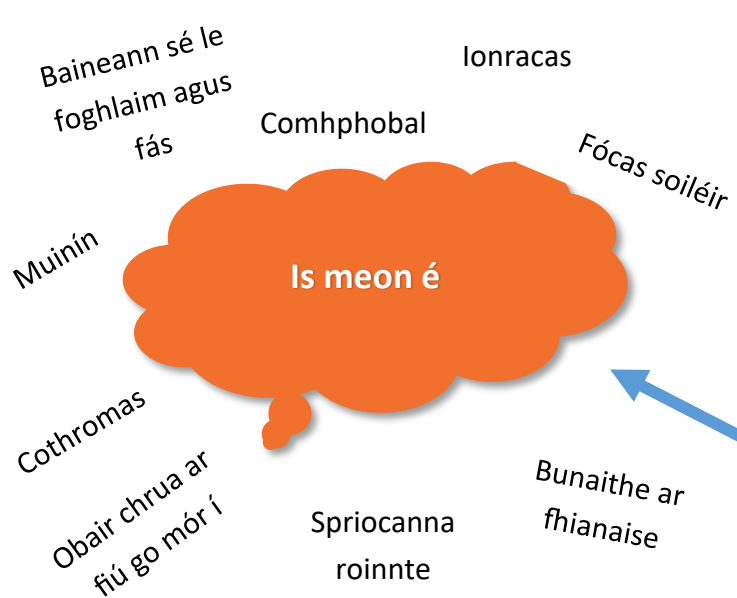 Baineann sé le
foghlaim agus
fás
Ionracas
Comhphobal
Fócas soiléir
Muinín
Is meon é
Cothromas
Obair chrua ar
fiú go mór í
Spriocanna
roinnte
Bunaithe ar
fhianaise